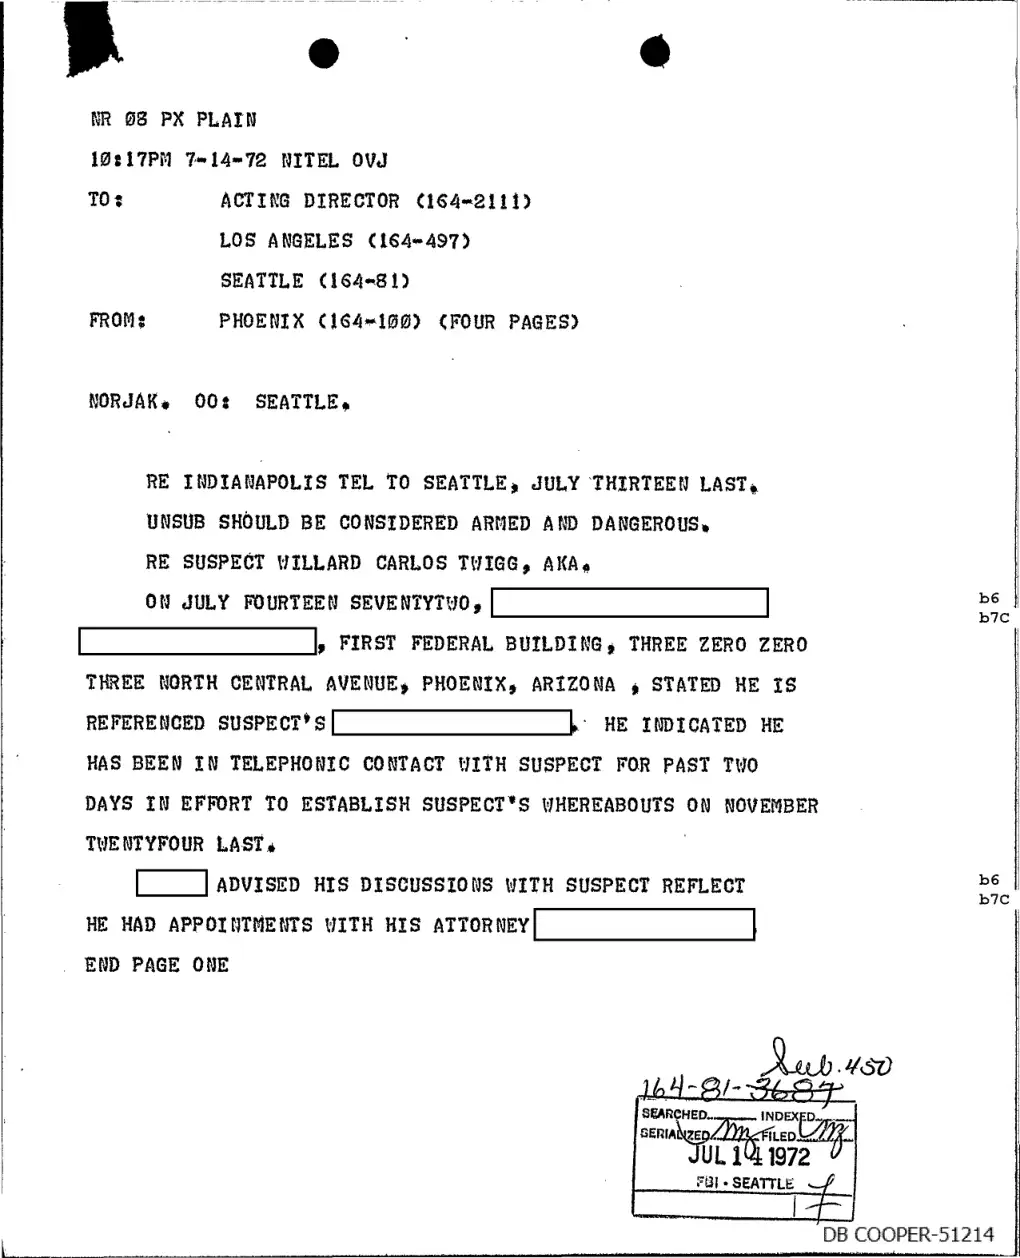 NR 08 PX PLAIN
10:17PM 7-14-72 NITEL OVJ
TO: ACTING DIRECTOR (164-2111)
LOS ANGELES (164-497)
SEATTLE (164-81)
FROM: PHOENIX (164-100) (FOUR PAGES)
NORJAK. OO: SEATTLE.
RE INDIANAPOLIS TEL TO SEATTLE, JULY THIRTEEN LAST.
UNSUB SHOULD BE CONSIDERED ARMED AND DANGEROUS.
RE SUSPECT WILLARD CARLOS TWIGG, AKA.
ON JULY FOURTEEN SEVENTYTWO,
b6
b7C
, FIRST FEDERAL BUILDING, THREE ZERO ZERO
THREE NORTH CENTRAL AVENUE, PHOENIX, ARIZONA , STATED HE IS
REFERENCED SUSPECT'S . HE INDICATED HE
HAS BEEN IN TELEPHONIC CONTACT WITH SUSPECT FOR PAST TWO
DAYS IN EFFORT TO ESTABLISH SUSPECT'S WHEREABOUTS ON NOVEMBER
TWENTYFOUR LAST.
ADVISED HIS DISCUSSIONS WITH SUSPECT REFLECT
b6
b7C
HE HAD APPOINTMENTS WITH HIS ATTORNEY
END PAGE ONE
Sub. 450
164-81-3687
SEARCHED INDEXED
SERIALIZED FILED
JUL 14 1972
FBI - SEATTLE
DB COOPER-51214